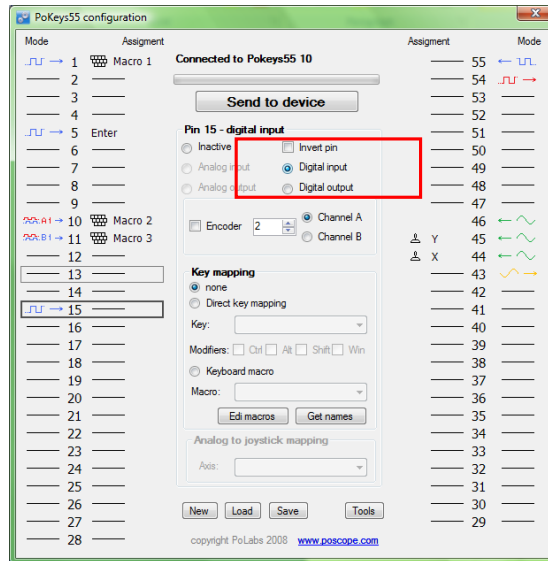 PoKeys55 configuration
Mode Assigment Assigment Mode
Connected to Pokeys55 10
Send to device
Pin 15 - digital input
Inactive Invert pin
Analog input Digital input
Analog output Digital output
Encoder 2 Channel A
Channel B
Key mapping
none
Direct key mapping
Key:
Modifiers: Ctrl Alt Shift Win
Keyboard macro
Macro:
Edi macros Get names
Analog to joystick mapping
Axis:
New Load Save Tools
copyright PoLabs 2008 www.poscope.com
1 Macro 1
2
3
4
5 Enter
6
7
8
9
A1 10 Macro 2
B1 11 Macro 3
12
13
14
15
16
17
18
19
20
21
22
23
24
25
26
27
28
55
54
53
52
51
50
49
48
47
46
Y 45
X 44
43
42
41
40
39
38
37
36
35
34
33
32
31
30
29